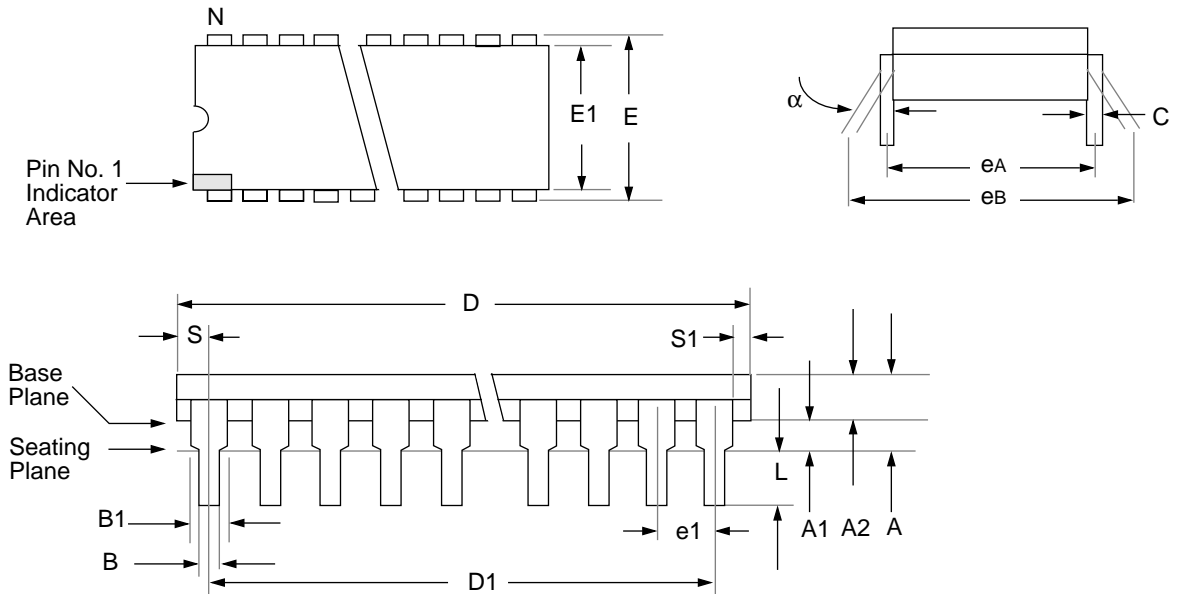 N
E1
E
Pin No. 1
Indicator
Area
α
C
eA
eB
D
S
S1
Base
Plane
Seating
Plane
L
B1
e1
A1
A2
A
B
D1